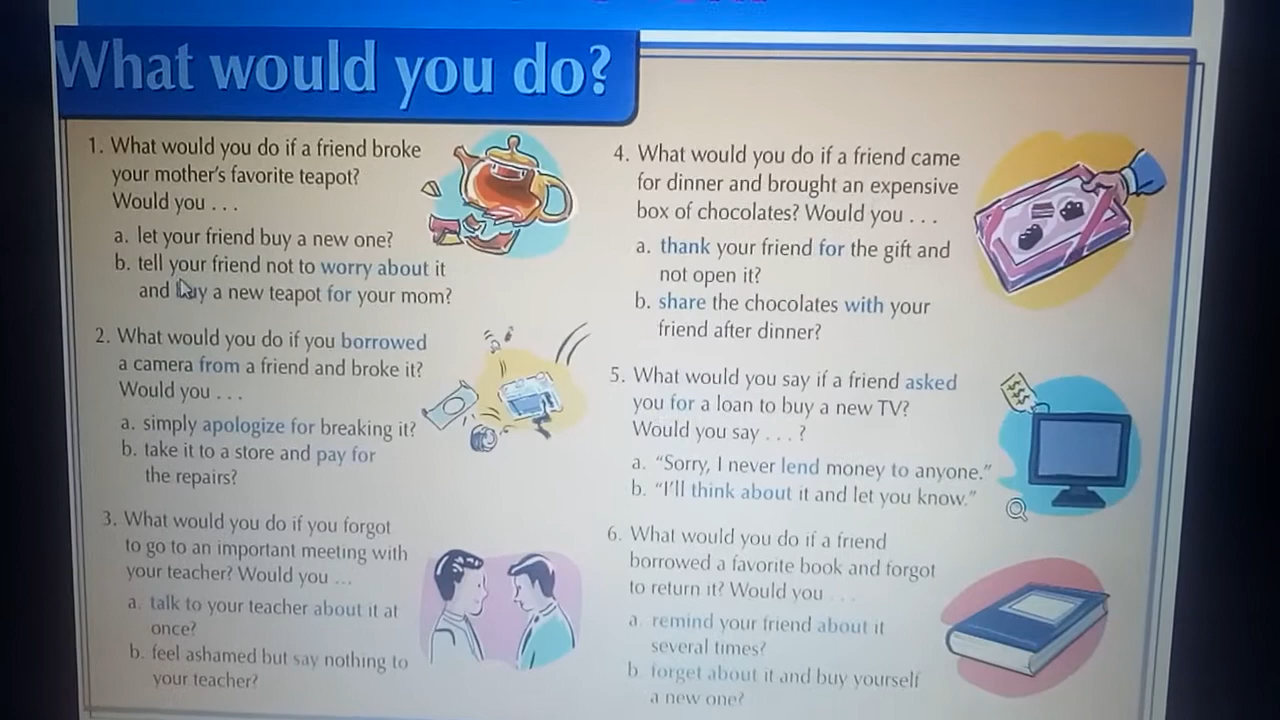 What would you do?
1. What would you do if a friend broke
your mother's favorite teapot?
Would you . . .
a. let your friend buy a new one?
b. tell your friend not to worry about it
and buy a new teapot for your mom?
2. What would you do if you borrowed
a camera from a friend and broke it?
Would you . . .
a. simply apologize for breaking it?
b. take it to a store and pay for
the repairs?
3. What would you do if you forgot
to go to an important meeting with
your teacher? Would you ...
a. talk to your teacher about it at
once?
b. feel ashamed but say nothing to
your teacher?
4. What would you do if a friend came
for dinner and brought an expensive
box of chocolates? Would you . . .
a. thank your friend for the gift and
not open it?
b. share the chocolates with your
friend after dinner?
5. What would you say if a friend asked
you for a loan to buy a new TV?
Would you say . . . ?
a. "Sorry, I never lend money to anyone."
b. "I'll think about it and let you know."
$$$
6. What would you do if a friend
borrowed a favorite book and forgot
to return it? Would you . . .
a. remind your friend about it
several times?
b forget about it and buy yourself
a new one?